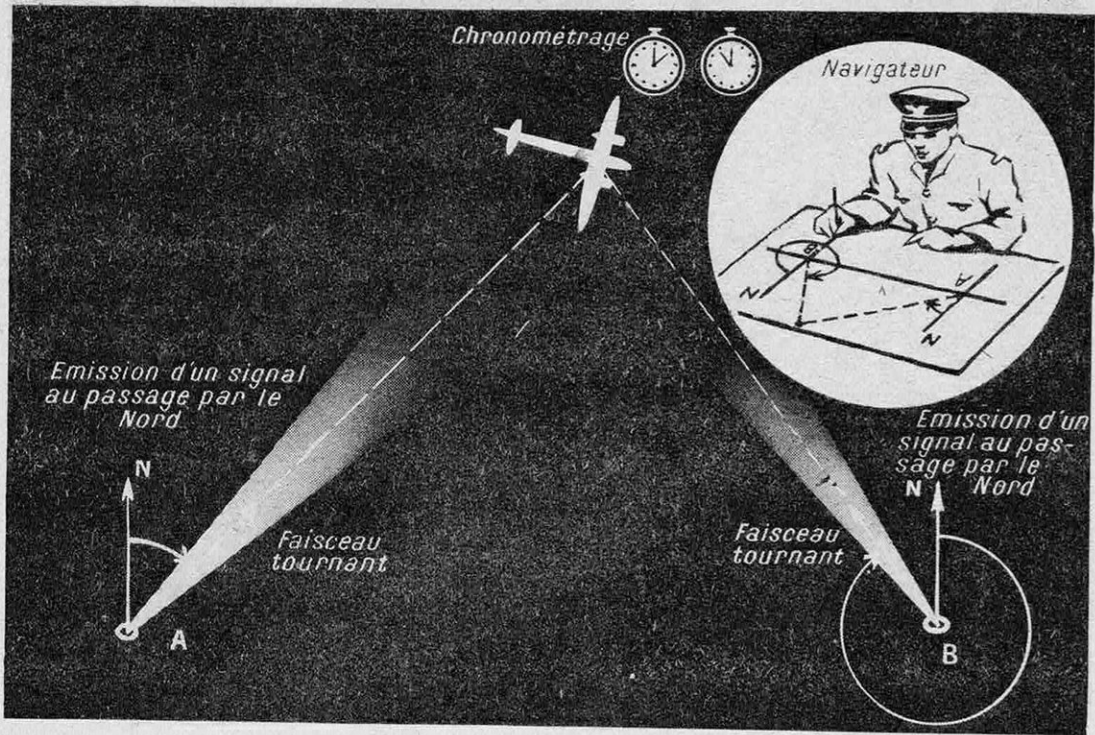 Chronométrage
Navigateur
Emission d'un signal
au passage par le
Nord
N
Faisceau
tournant
A
Emission d'un
signal au pas-
sage par le
Nord
N
Faisceau
tournant
B
B
A
N
N